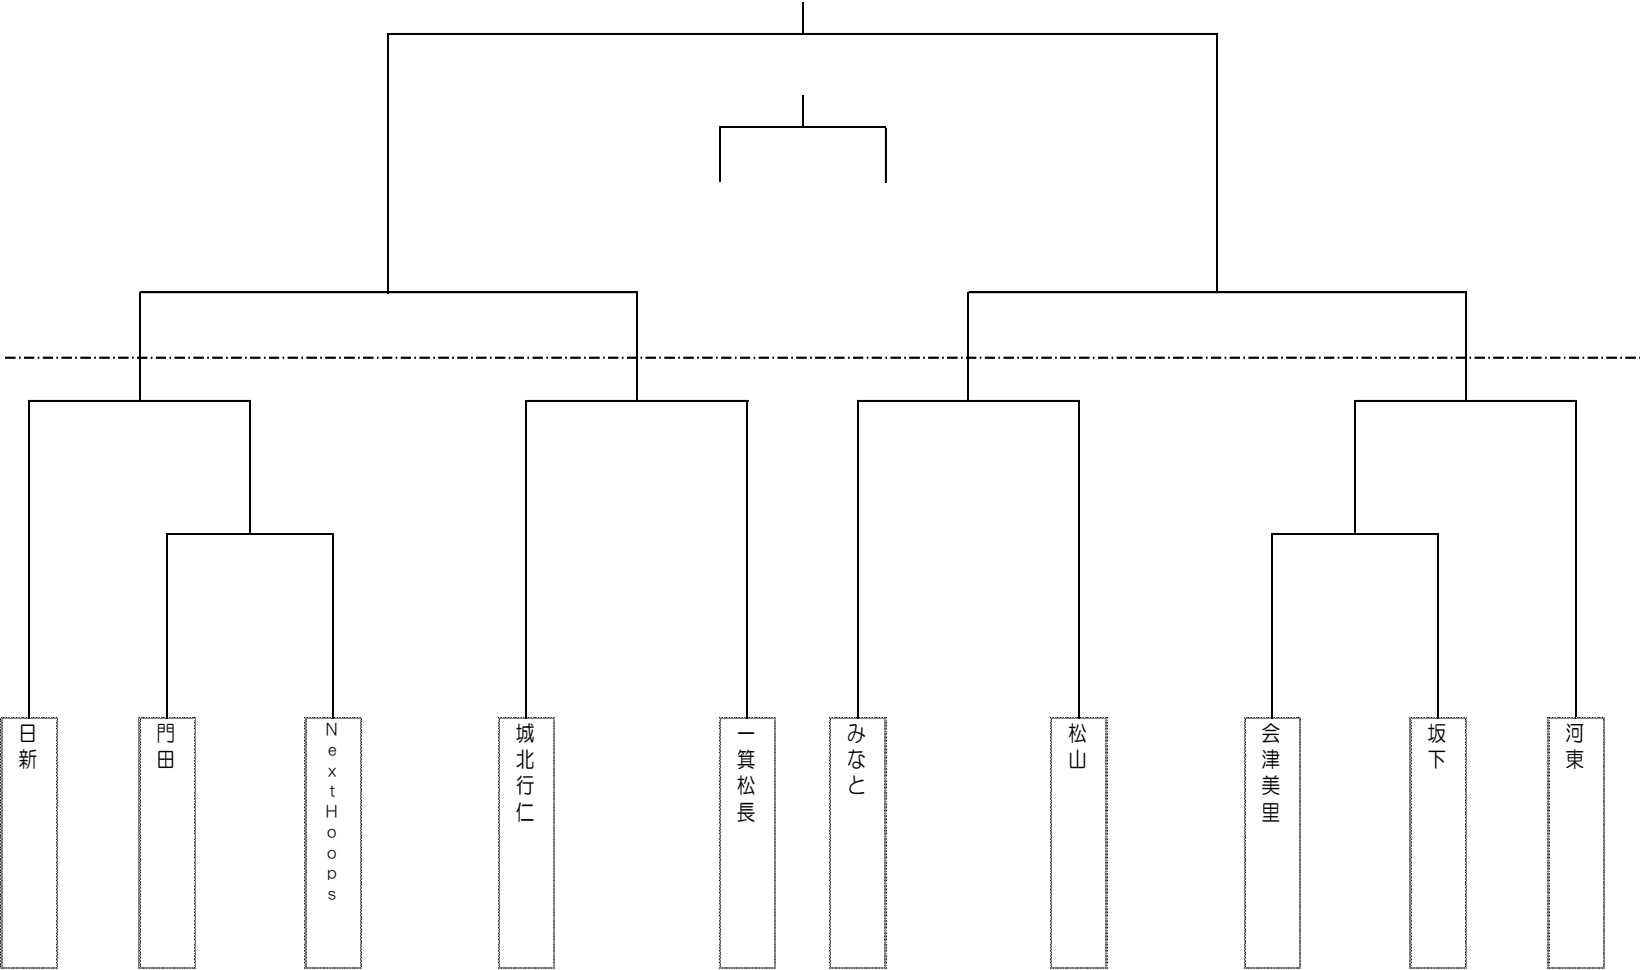 日新
門田
NextHoops
城北行仁
一箕松長
みなと
松山
会津美里
坂下
河東